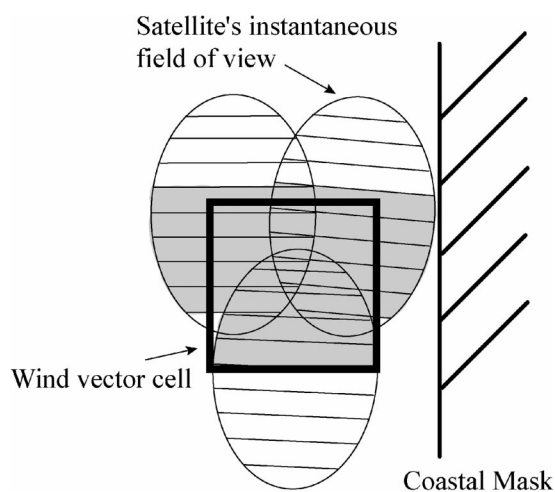 Satellite's instantaneous
field of view
Wind vector cell
Coastal Mask